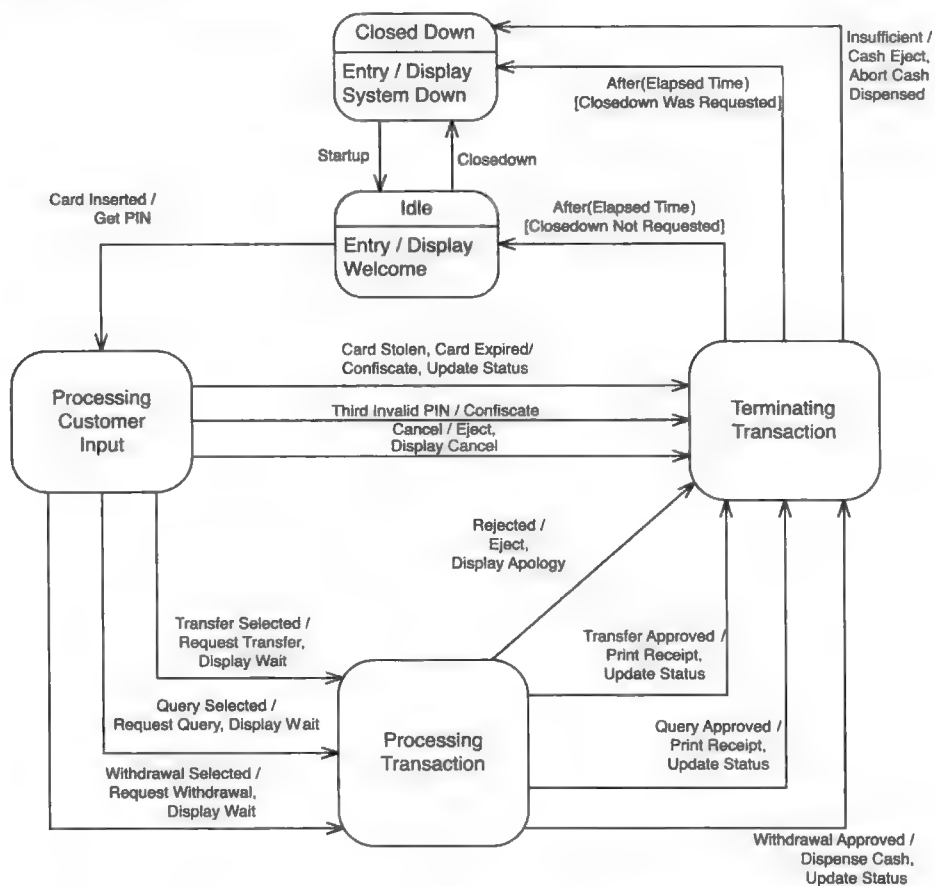 Closed Down
Entry / Display
System Down
Insufficient /
Cash Eject,
Abort Cash
Dispensed
After(Elapsed Time)
[Closedown Was Requested]
Startup
Closedown
Card Inserted /
Get PIN
Idle
Entry / Display
Welcome
After(Elapsed Time)
[Closedown Not Requested]
Processing
Customer
Input
Card Stolen, Card Expired/
Confiscate, Update Status
Third Invalid PIN / Confiscate
Cancel / Eject,
Display Cancel
Terminating
Transaction
Rejected /
Eject,
Display Apology
Transfer Selected /
Request Transfer,
Display Wait
Transfer Approved /
Print Receipt,
Update Status
Query Selected /
Request Query, Display Wait
Processing
Transaction
Query Approved /
Print Receipt,
Update Status
Withdrawal Selected /
Request Withdrawal,
Display Wait
Withdrawal Approved /
Dispense Cash,
Update Status